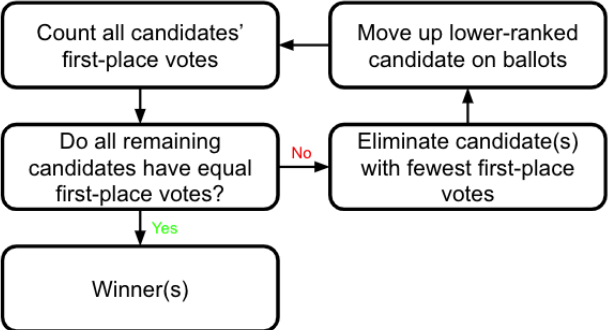 Count all candidates'
first-place votes
Move up lower-ranked
candidate on ballots
Do all remaining
candidates have equal
first-place votes?
No
Eliminate candidate(s)
with fewest first-place
votes
Yes
Winner(s)